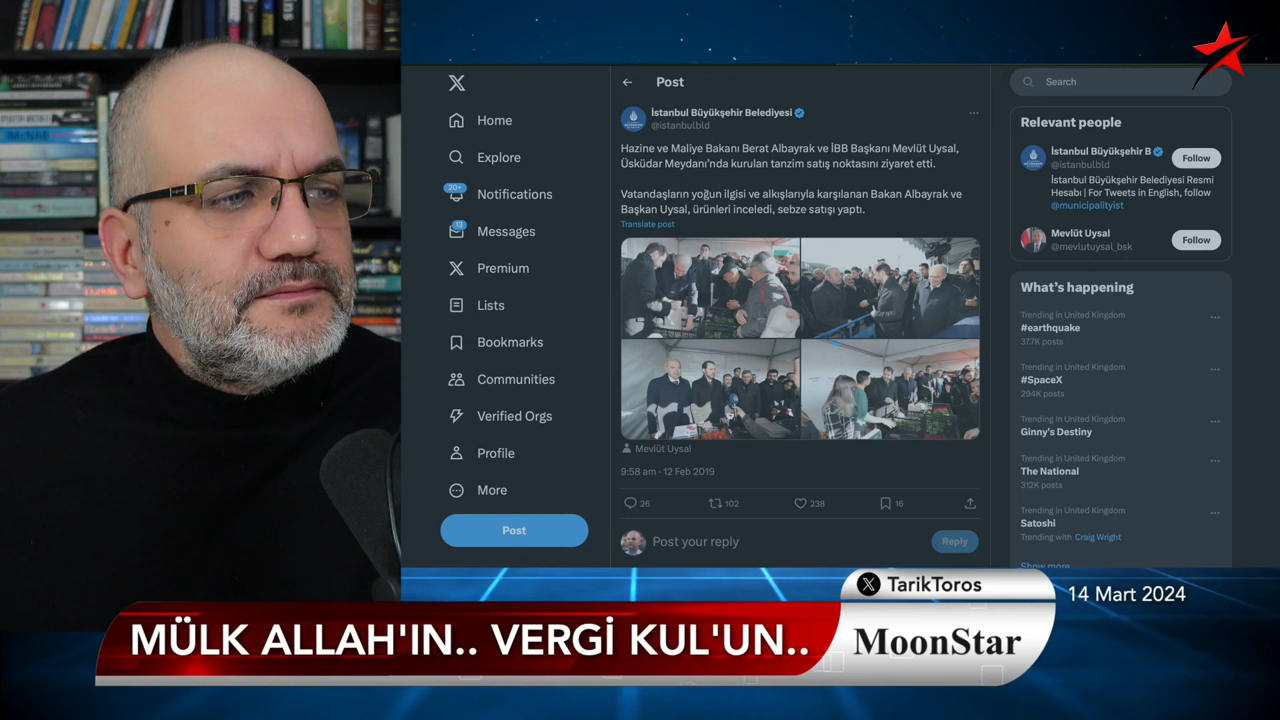 Home
Explore
20+
Notifications
13
Messages
Premium
Lists
Bookmarks
Communities
Verified Orgs
Profile
More
Post
Post
İstanbul Büyükşehir Belediyesi
@istanbulbld
Hazine ve Maliye Bakanı Berat Albayrak ve İBB Başkanı Mevlüt Uysal,
Üsküdar Meydanı'nda kurulan tanzim satış noktasını ziyaret etti.
Vatandaşların yoğun ilgisi ve alkışlarıyla karşılanan Bakan Albayrak ve
Başkan Uysal, ürünleri inceledi, sebze satışı yaptı.
Translate post
Mevlüt Uysal
9:58 am · 12 Feb 2019
26 102 238 16
Post your reply
Reply
Search
Relevant people
İstanbul Büyükşehir B
@istanbulbld
Follow
İstanbul Büyükşehir Belediyesi Resmi
Hesabı | For Tweets in English, follow
@municipalityist
Mevlüt Uysal
@mevlutuysal_bsk
Follow
What's happening
Trending in United Kingdom
#earthquake
37.7K posts
Trending in United Kingdom
#SpaceX
294K posts
Trending in United Kingdom
Ginny's Destiny
Trending in United Kingdom
The National
312K posts
Trending in United Kingdom
Satoshi
Trending with Craig Wright
Show more
TarikToros
14 Mart 2024
MÜLK ALLAH'IN.. VERGİ KUL'UN..
MoonStar